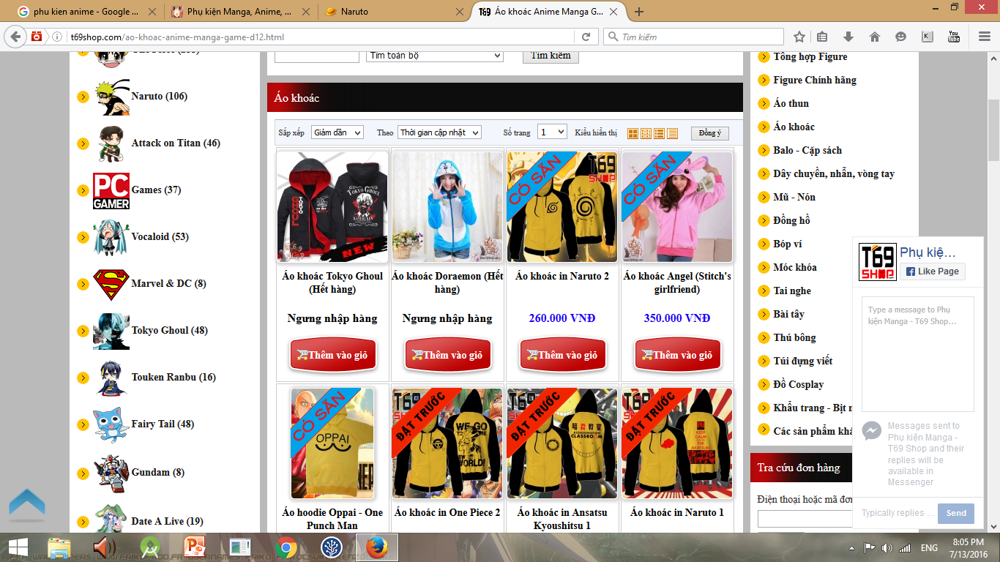 phu kien anime - Google ...
Phụ kiện Manga, Anime, ...
Naruto
T69 Áo khoác Anime Manga G...
t69shop.com/ao-khoac-anime-manga-game-d12.html
Tìm kiếm
You Tube
Naruto (106)
Attack on Titan (46)
PC GAMER
Games (37)
Vocaloid (53)
Marvel & DC (8)
Tokyo Ghoul (48)
Touken Ranbu (16)
Fairy Tail (48)
Gundam (8)
Date A Live (19)
Tìm toàn bộ
Tìm kiếm
Áo khoác
Sắp xếp
Giảm dần
Theo
Thời gian cập nhật
Số trang
1
Kiểu hiển thị
Đồng ý
TOKYO GHOUL
NEW
CÓ SẴN
T69 SHOP
CÓ SẴN
Áo khoác Tokyo Ghoul
(Hết hàng)
Áo khoác Doraemon (Hết
hàng)
Áo khoác in Naruto 2
Áo khoác Angel (Stitch's
girlfriend)
Ngưng nhập hàng
Ngưng nhập hàng
260.000 VNĐ
350.000 VNĐ
Thêm vào giỏ
Thêm vào giỏ
Thêm vào giỏ
Thêm vào giỏ
CÓ SẴN
OPPAI
ĐẶT TRƯỚC
WE GO
NEW
WORLD!
ĐẶT TRƯỚC
暗殺教室
ASSASSINATION
CLASSROOM
ĐẶT TRƯỚC
KEEP
CALM
Áo hoodie Oppai - One
Punch Man
Áo khoác in One Piece 2
Áo khoác in Ansatsu
Kyoushitsu 1
Áo khoác in Naruto 1
Tổng hợp Figure
Figure Chính hãng
Áo thun
Áo khoác
Balo - Cặp sách
Dây chuyền, nhẫn, vòng tay
Mũ - Nón
Đồng hồ
Bóp ví
Móc khóa
Tai nghe
Bài tây
Thú bông
Túi đựng viết
Đồ Cosplay
Khẩu trang - Bịt
Các sản phẩm khá
Tra cứu đơn hàng
Điện thoại hoặc mã đơn
T69 SHOP
Phụ kiệ...
Like Page
Type a message to Phụ
kiện Manga - T69 Shop...
Messages sent to
Phụ kiện Manga -
T69 Shop and their
replies will be
available in
Messenger
Typically replies ...
Send
ENG
8:05 PM
7/13/2016